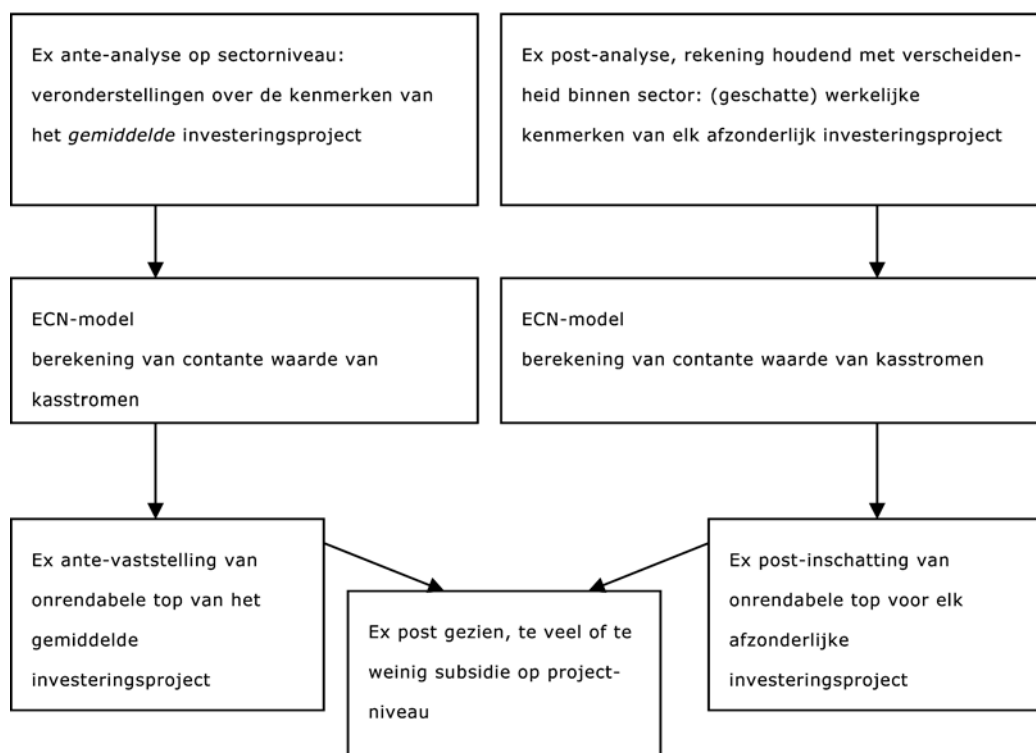 Ex ante-analyse op sectorniveau:
veronderstellingen over de kenmerken van
het gemiddelde investeringsproject
Ex post-analyse, rekening houdend met verscheiden-
heid binnen sector: (geschatte) werkelijke
kenmerken van elk afzonderlijk investeringsproject
ECN-model
berekening van contante waarde van
kasstromen
ECN-model
berekening van contante waarde van kasstromen
Ex ante-vaststelling van
onrendabele top van het
gemiddelde
investeringsproject
Ex post gezien, te veel of te
weinig subsidie op project-
niveau
Ex post-inschatting van
onrendabele top voor elk
afzonderlijke
investeringsproject